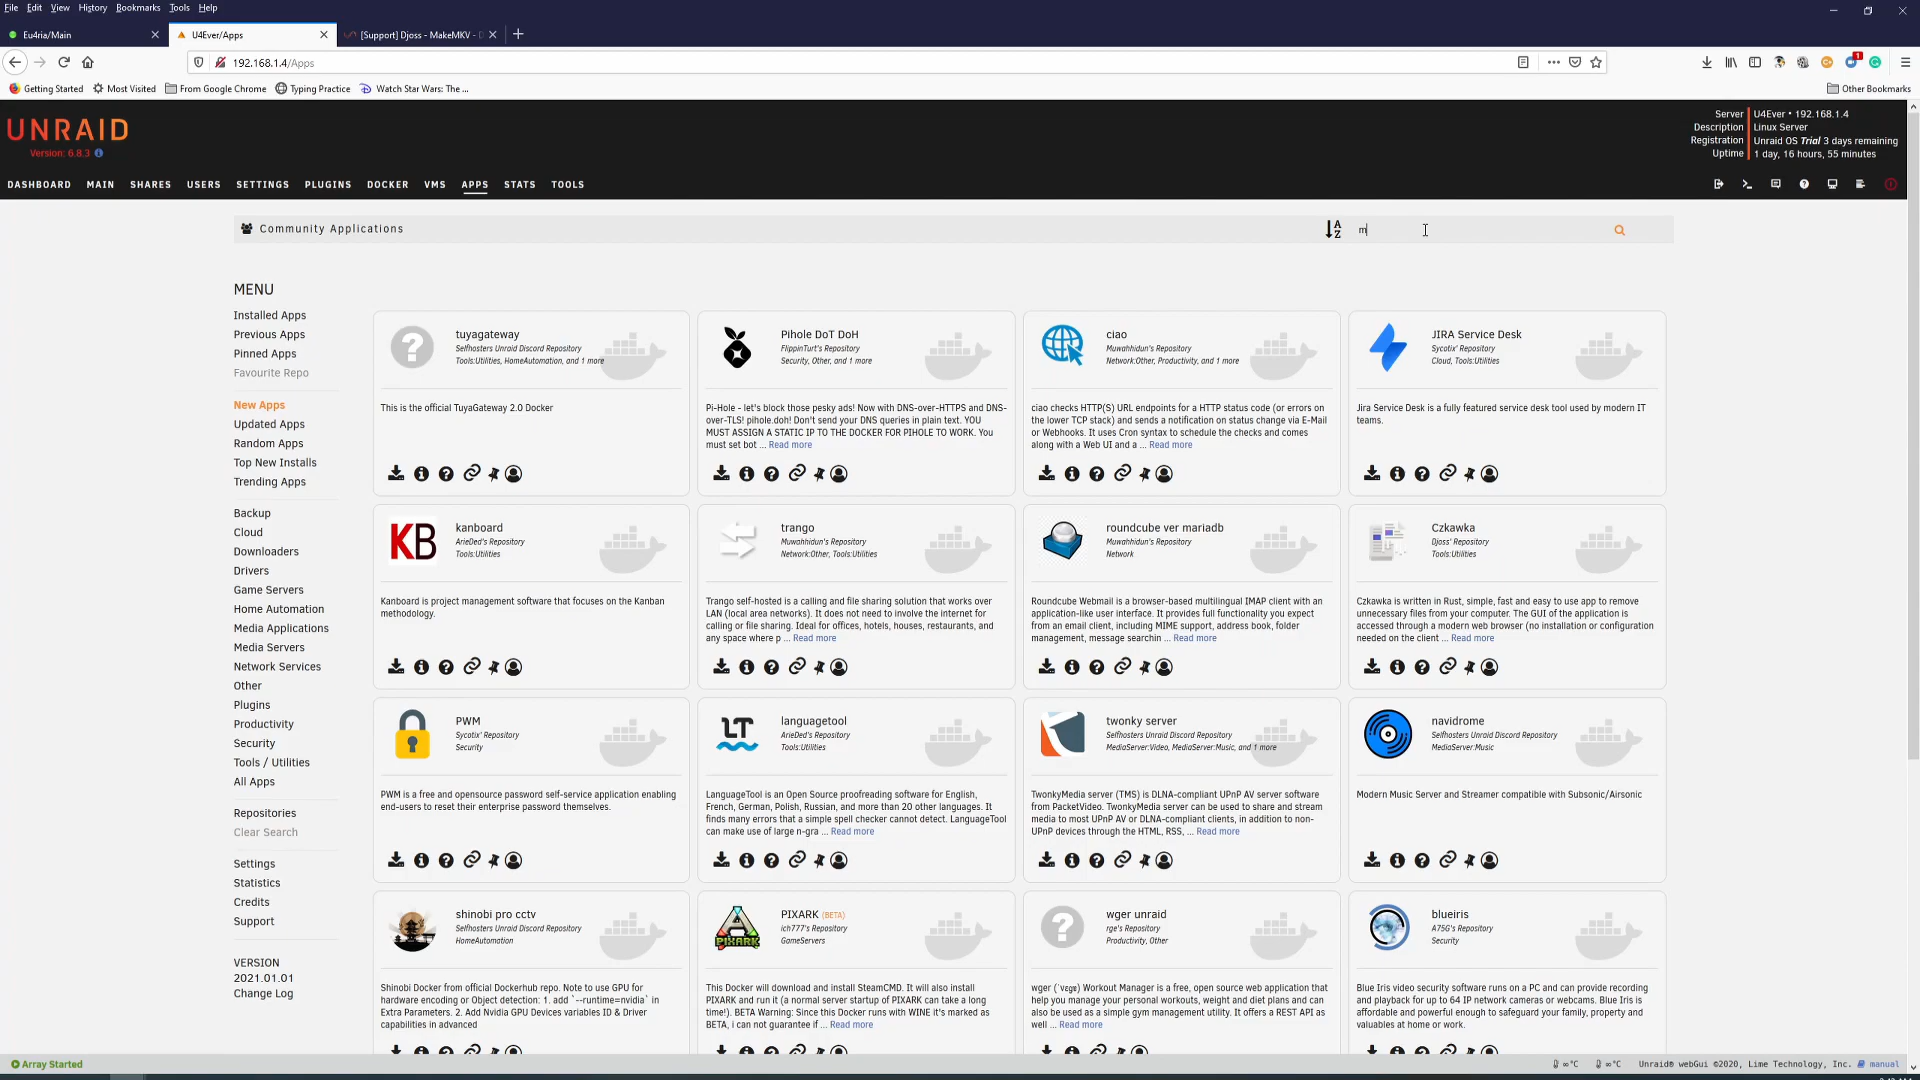 File Edit View History Bookmarks Tools Help
Eu4ria/Main
U4Ever/Apps
[Support] Djoss - MakeMKV - D
192.168.1.4/Apps
1
Getting Started
Most Visited
From Google Chrome
Typing Practice
Watch Star Wars: The ...
Other Bookmarks
UNRAID
Version: 6.8.3
Server U4Ever • 192.168.1.4
Description Linux Server
Registration Unraid OS Trial 3 days remaining
Uptime 1 day, 16 hours, 55 minutes
DASHBOARD MAIN SHARES USERS SETTINGS PLUGINS DOCKER VMS APPS STATS TOOLS
Community Applications
A
Z
m
MENU
Installed Apps
Previous Apps
Pinned Apps
Favourite Repo
New Apps
Updated Apps
Random Apps
Top New Installs
Trending Apps
Backup
Cloud
Downloaders
Drivers
Game Servers
Home Automation
Media Applications
Media Servers
Network Services
Other
Plugins
Productivity
Security
Tools / Utilities
All Apps
Repositories
Clear Search
Settings
Statistics
Credits
Support
VERSION
2021.01.01
Change Log
tuyagateway
Selfhosters Unraid Discord Repository
Tools:Utilities, HomeAutomation, and 1 more
This is the official TuyaGateway 2.0 Docker
Pihole DoT DoH
FlippinTurt's Repository
Security, Other, and 1 more
Pi-Hole - let's block those pesky ads! Now with DNS-over-HTTPS and DNS-
over-TLS! pihole.doh! Don't send your DNS queries in plain text. YOU
MUST ASSIGN A STATIC IP TO THE DOCKER FOR PIHOLE TO WORK. You
must set bot ... Read more
ciao
Muwahhidun's Repository
Network:Other, Productivity, and 1 more
ciao checks HTTP(S) URL endpoints for a HTTP status code (or errors on
the lower TCP stack) and sends a notification on status change via E-Mail
or Webhooks. It uses Cron syntax to schedule the checks and comes
along with a Web UI and a ... Read more
JIRA Service Desk
Sycotix' Repository
Cloud, Tools:Utilities
Jira Service Desk is a fully featured service desk tool used by modern IT
teams.
KB
kanboard
ArieDed's Repository
Tools:Utilities
Kanboard is project management software that focuses on the Kanban
methodology.
trango
Muwahhidun's Repository
Network:Other, Tools:Utilities
Trango self-hosted is a calling and file sharing solution that works over
LAN (local area networks). It does not need to involve the internet for
calling or file sharing. Ideal for offices, hotels, houses, restaurants, and
any space where p ... Read more
roundcube ver mariadb
Muwahhidun's Repository
Network
Roundcube Webmail is a browser-based multilingual IMAP client with an
application-like user interface. It provides full functionality you expect
from an email client, including MIME support, address book, folder
management, message searchin ... Read more
Czkawka
Djoss' Repository
Tools:Utilities
Czkawka is written in Rust, simple, fast and easy to use app to remove
unnecessary files from your computer. The GUI of the application is
accessed through a modern web browser (no installation or configuration
needed on the client ... Read more
PWM
Sycotix' Repository
Security
PWM is a free and opensource password self-service application enabling
end-users to reset their enterprise password themselves.
LT
languagetool
ArieDed's Repository
Tools:Utilities
LanguageTool is an Open Source proofreading software for English,
French, German, Polish, Russian, and more than 20 other languages. It
finds many errors that a simple spell checker cannot detect. LanguageTool
can make use of large n-gra ... Read more
twonky server
Selfhosters Unraid Discord Repository
MediaServer:Video, MediaServer:Music, and 1 more
TwonkyMedia server (TMS) is DLNA-compliant UPnP AV server software
from PacketVideo. TwonkyMedia server can be used to share and stream
media to most UPnP AV or DLNA-compliant clients, in addition to non-
UPnP devices through the HTML, RSS, ... Read more
navidrome
Selfhosters Unraid Discord Repository
MediaServer:Music
Modern Music Server and Streamer compatible with Subsonic/Airsonic
shinobi pro cctv
Selfhosters Unraid Discord Repository
HomeAutomation
Shinobi Docker from official Dockerhub repo. Note to use GPU for
hardware encoding or Object detection: 1. add `--runtime=nvidia` in
Extra Parameters. 2. Add Nvidia GPU Devices variables ID & Driver
capabilities in advanced
PIXARK
PIXARK (BETA)
ich777's Repository
GameServers
This Docker will download and install SteamCMD. It will also install
PIXARK and run it (a normal server startup of PIXARK can take a long
time!). BETA Warning: Since this Docker runs with WINE it's marked as
BETA, i can not guarantee if ... Read more
wger unraid
rge's Repository
Productivity, Other
wger (ˈvɛɡɐ) Workout Manager is a free, open source web application that
help you manage your personal workouts, weight and diet plans and can
also be used as a simple gym management utility. It offers a REST API as
well ... Read more
blueiris
A75G's Repository
Security
Blue Iris video security software runs on a PC and can provide recording
and playback for up to 64 IP network cameras or webcams. Blue Iris is
affordable and powerful enough to safeguard your family, property and
valuables at home or work.
Array Started
∞°C ∞°C Unraid® webGui ©2020, Lime Technology, Inc. manual